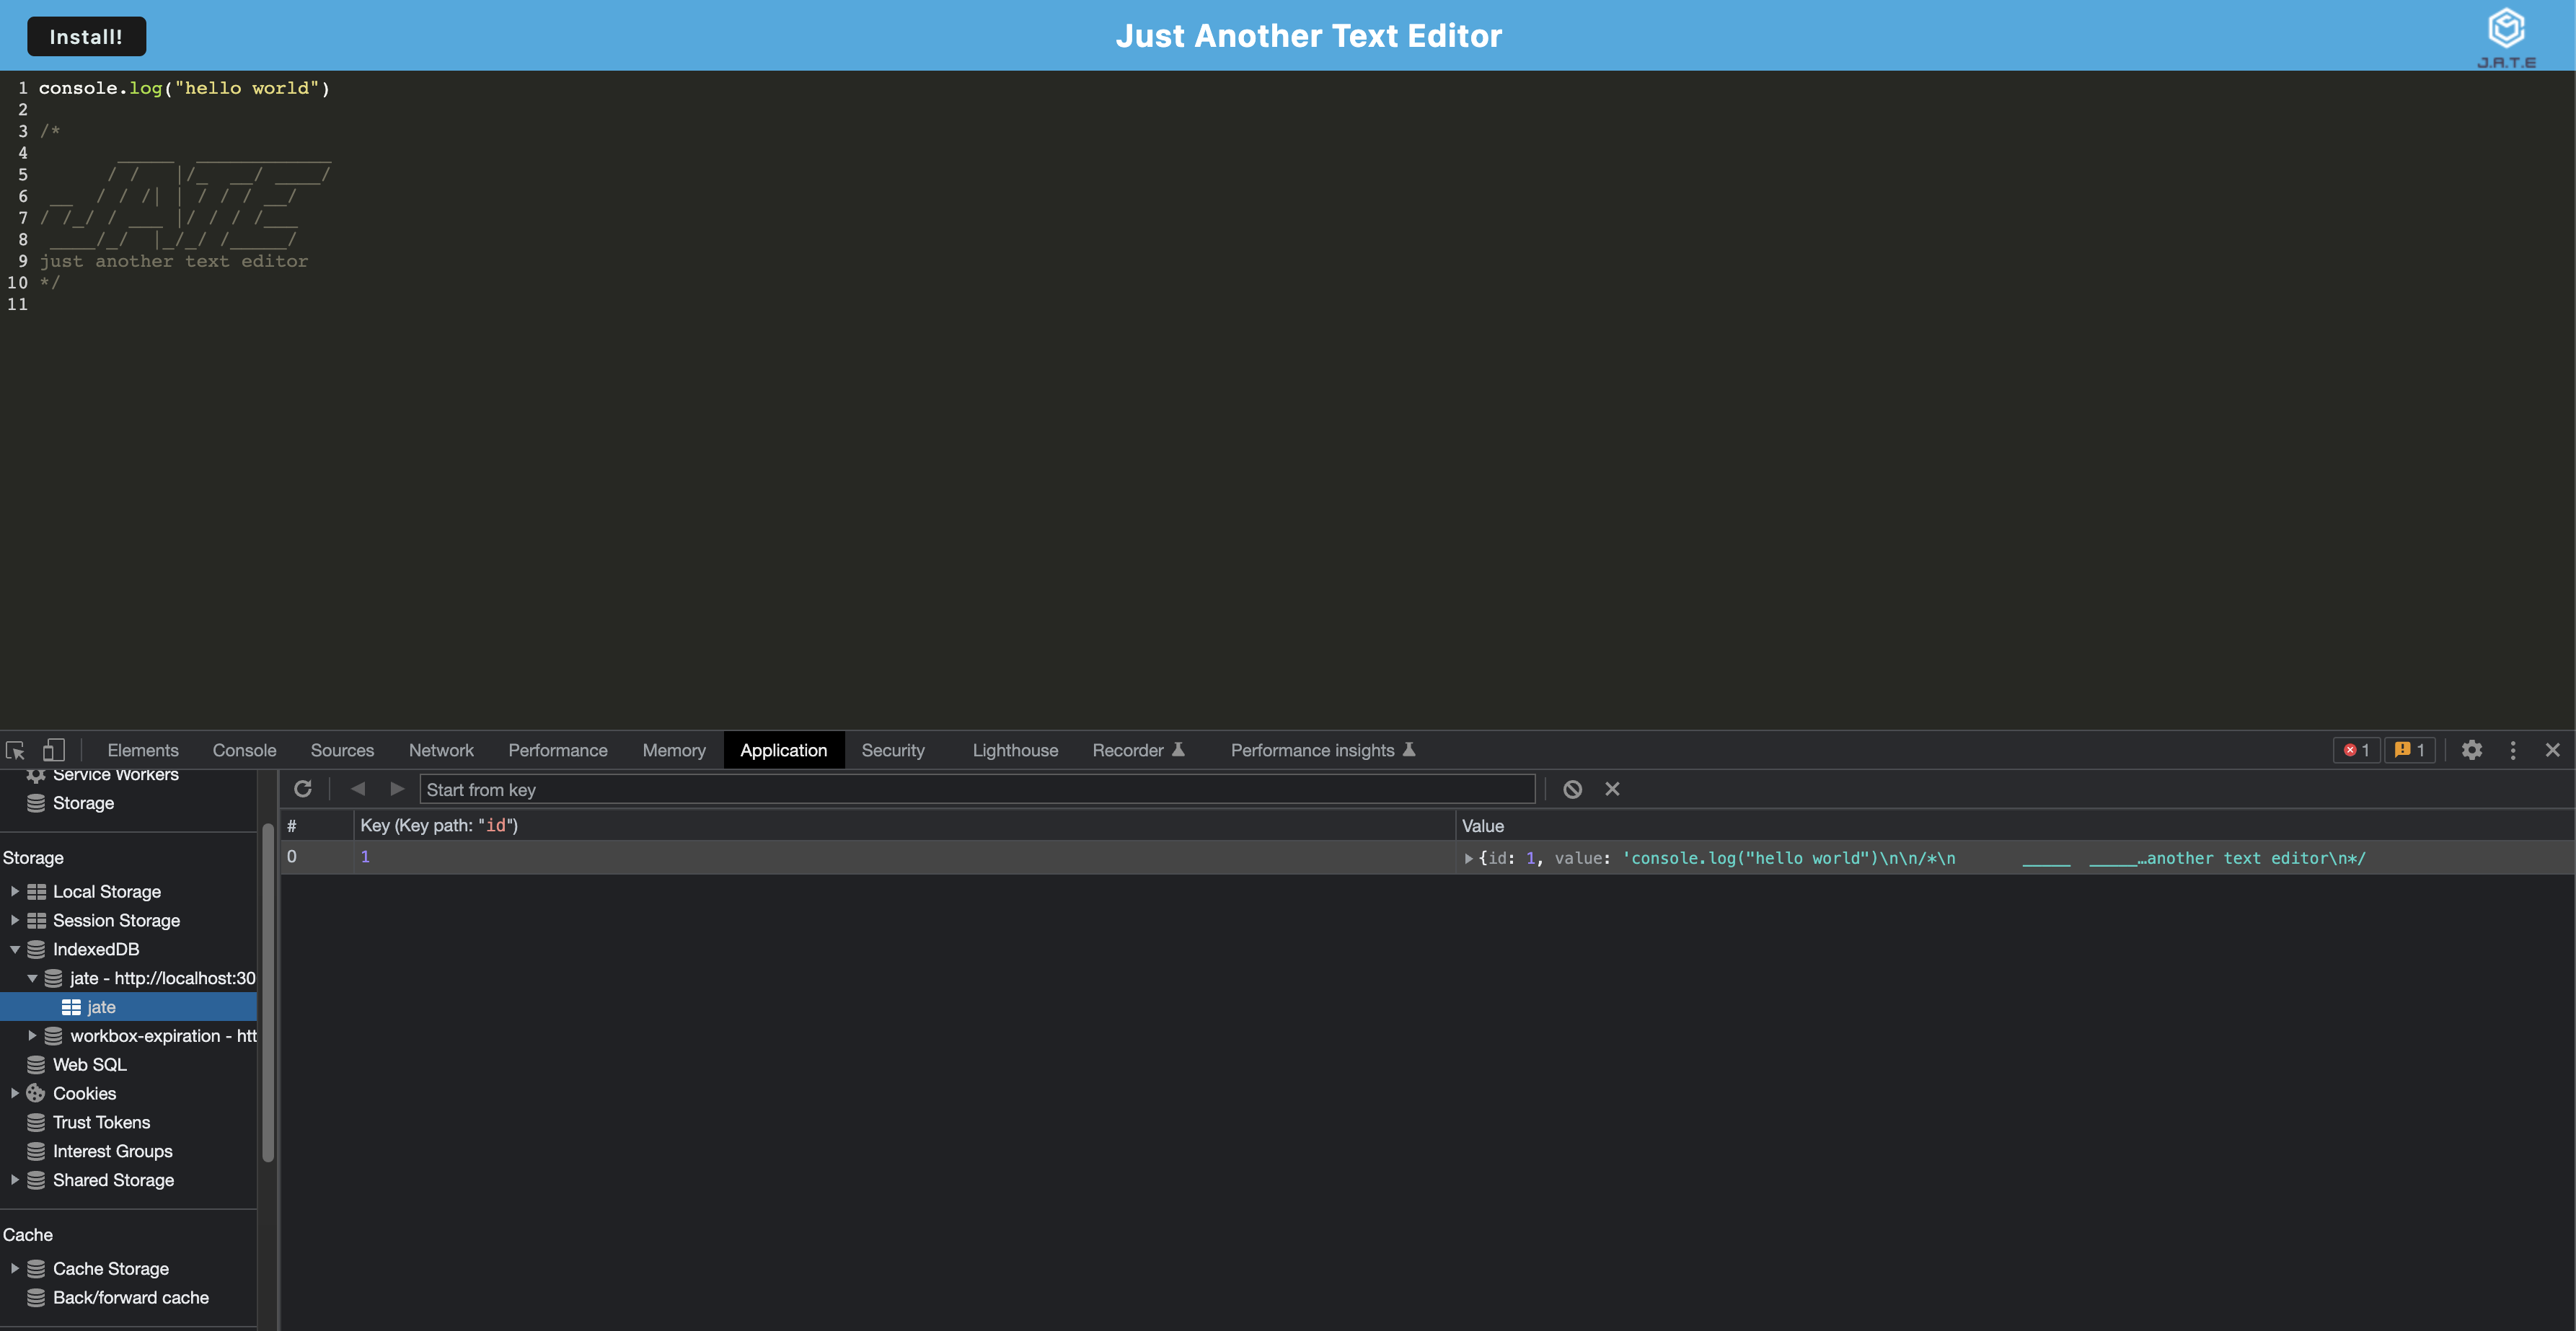 Install!
Just Another Text Editor
J.A.T.E
1 console.log("hello world")
2
3 /*
4        _____  ____________
5       / /   |/_  __/ ____/
6  __  / / /| | / / / __/
7 / /_/ / ___ |/ / / /___
8  ____/_/  |_/_/ /_____/
9 just another text editor
10 */
11
Elements Console Sources Network Performance Memory Application Security Lighthouse Recorder Performance insights 1 1
Service Workers
Storage
Start from key
# Key (Key path: "id") Value
0 1 {id: 1, value: 'console.log("hello world")\n\n/*\n       _____  _____…another text editor\n*/
Storage
Local Storage
Session Storage
IndexedDB
jate - http://localhost:30
jate
workbox-expiration - htt
Web SQL
Cookies
Trust Tokens
Interest Groups
Shared Storage
Cache
Cache Storage
Back/forward cache